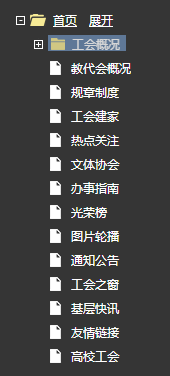 首页 展开
工会概况
教代会概况
规章制度
工会建家
热点关注
文体协会
办事指南
光荣榜
图片轮播
通知公告
工会之窗
基层快讯
友情链接
高校工会